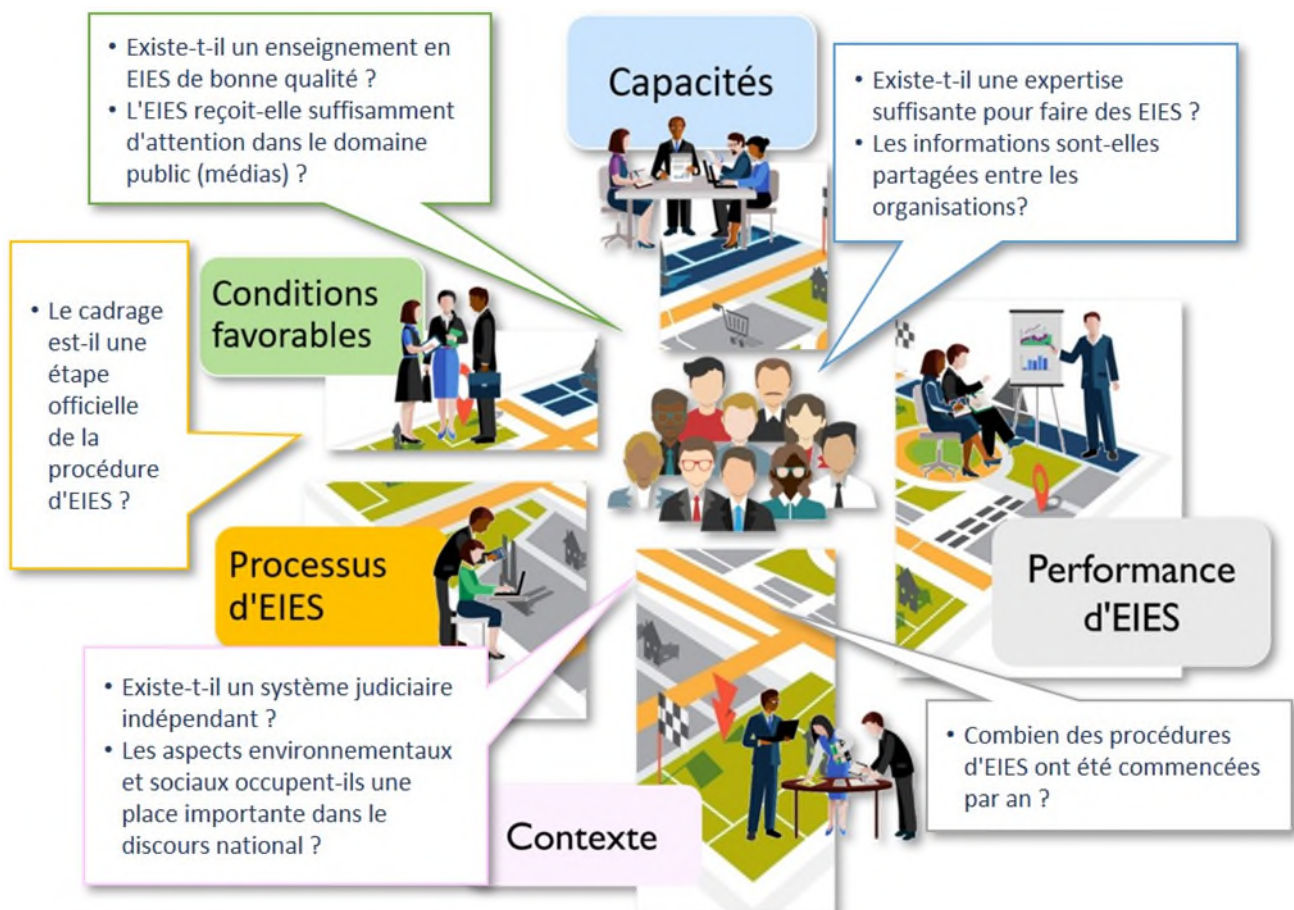 • Existe-t-il un enseignement en
EIES de bonne qualité ?
• L'EIES reçoit-elle suffisamment
d'attention dans le domaine
public (médias) ?
Capacités
• Existe-t-il une expertise
suffisante pour faire des EIES ?
• Les informations sont-elles
partagées entre les
organisations?
Conditions
favorables
• Le cadrage
est-il une
étape
officielle
de la
procédure
d'EIES ?
Processus
d'EIES
Performance
d'EIES
• Existe-t-il un système judiciaire
indépendant ?
• Les aspects environnementaux
et sociaux occupent-ils une
place importante dans le
discours national ?
Contexte
• Combien des procédures
d'EIES ont été commencées
par an ?